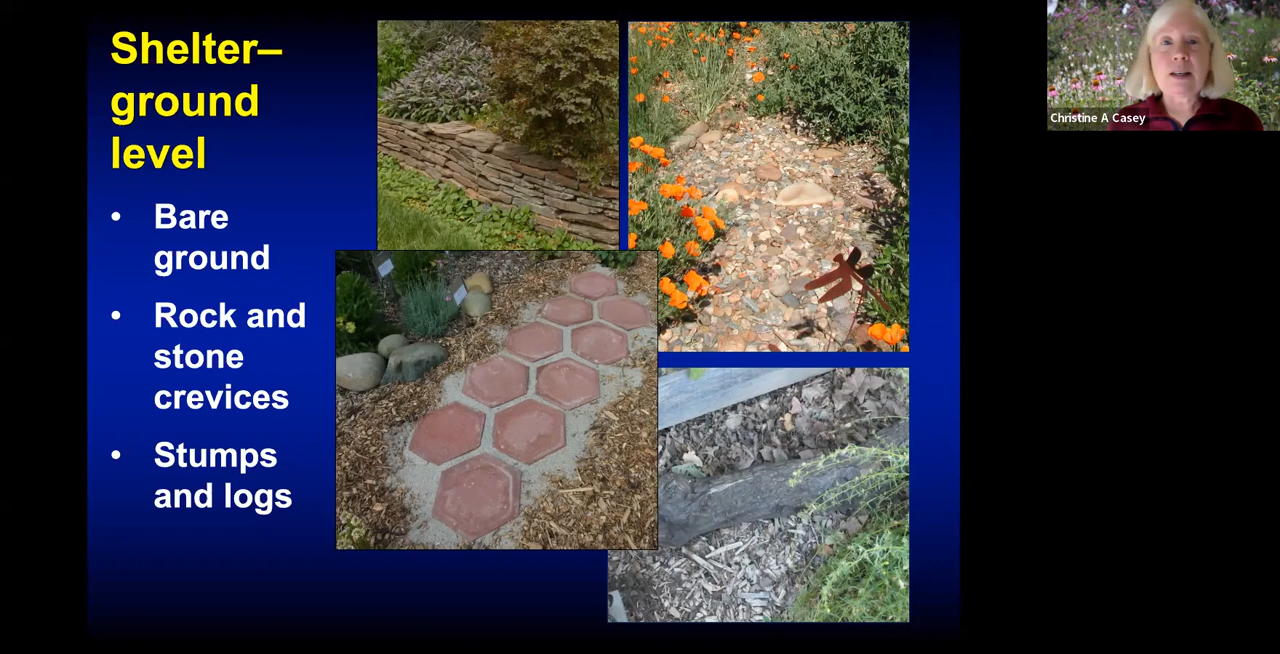 Shelter–
ground
level
• Bare
ground
• Rock and
stone
crevices
• Stumps
and logs
Christine A Casey